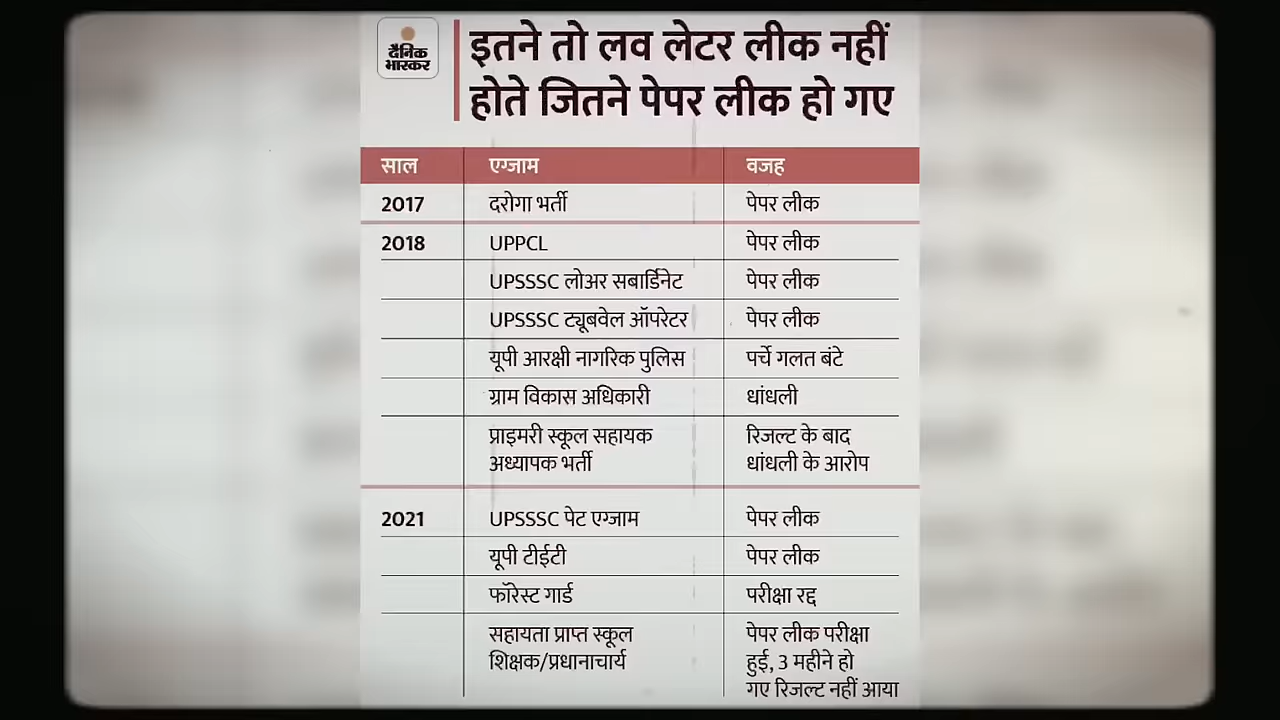 दैनिक
भास्कर
इतने तो लव लेटर लीक नहीं
होते जितने पेपर लीक हो गए
साल एग्जाम वजह
2017 दरोगा भर्ती पेपर लीक
2018 UPPCL पेपर लीक
UPSSSC लोअर सबार्डिनेट पेपर लीक
UPSSSC ट्यूबवेल ऑपरेटर पेपर लीक
यूपी आरक्षी नागरिक पुलिस पर्चे गलत बंटे
ग्राम विकास अधिकारी धांधली
प्राइमरी स्कूल सहायक रिजल्ट के बाद
अध्यापक भर्ती धांधली के आरोप
2021 UPSSSC पेट एग्जाम पेपर लीक
यूपी टीईटी पेपर लीक
फॉरेस्ट गार्ड परीक्षा रद्द
सहायता प्राप्त स्कूल पेपर लीक परीक्षा
शिक्षक/प्रधानाचार्य हुई, 3 महीने हो
गए रिजल्ट नहीं आया